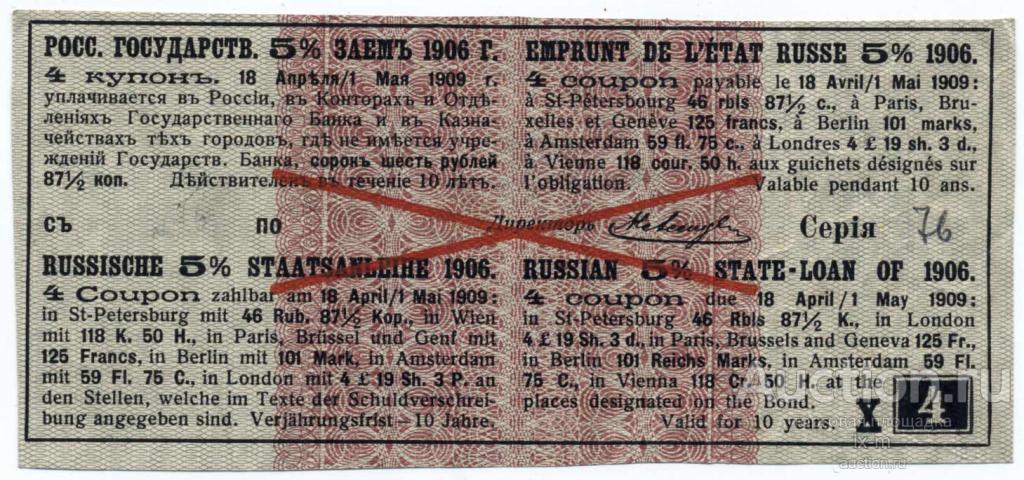 РОСС. ГОСУДАРСТВ. 5% ЗАЕМЪ 1906 Г.
4 купонъ. 18 Апрѣля/1 Мая 1909 г.
уплачивается въ Россіи, въ Конторахъ и Отдѣ-
леніяхъ Государственнаго Банка и въ Казна-
чействахъ тѣхъ городовъ, гдѣ не имѣется учре-
жденій Государств. Банка, сорокъ шесть рублей
87½ коп. Дѣйствителенъ въ теченіе 10 лѣтъ.
EMPRUNT DE L'ÉTAT RUSSE 5% 1906.
4 coupon payable le 18 Avril/1 Mai 1909:
à St-Pétersbourg 46 rbls 87½ c., à Paris, Bru-
xelles et Genève 125 francs, à Berlin 101 marks,
à Amsterdam 59 fl. 75 c., à Londres 4 £ 19 sh. 3 d.,
à Vienne 118 cour. 50 h. aux guichets désignés sur
l'obligation. Valable pendant 10 ans.
СЪ ПО Директоръ Серія 76
RUSSISCHE 5% STAATSANLEIHE 1906.
4 Coupon zahlbar am 18 April/1 Mai 1909:
in St-Petersburg mit 46 Rub. 87½ Kop., in Wien
mit 118 K. 50 H., in Paris, Brüssel und Genf mit
125 Francs, in Berlin mit 101 Mark, in Amsterdam
mit 59 Fl. 75 C., in London mit 4 £ 19 Sh. 3 P. an
den Stellen, welche im Texte der Schuldverschrei-
bung angegeben sind. Verjährungsfrist—10 Jahre.
RUSSIAN 5% STATE-LOAN OF 1906.
4 coupon due 18 April/1 May 1909:
in St-Petersburg 46 Rbls 87½ K., in London
4 £ 19 Sh. 3 d., in Paris, Brussels and Geneva 125 Fr.,
in Berlin 101 Reichs Marks, in Amsterdam 59 Fl.
75 C., in Vienna 118 Cr. 50 H. at the
places designated on the Bond.
Valid for 10 years. X 4
auction.ru
площадка
ix-m
auction.ru